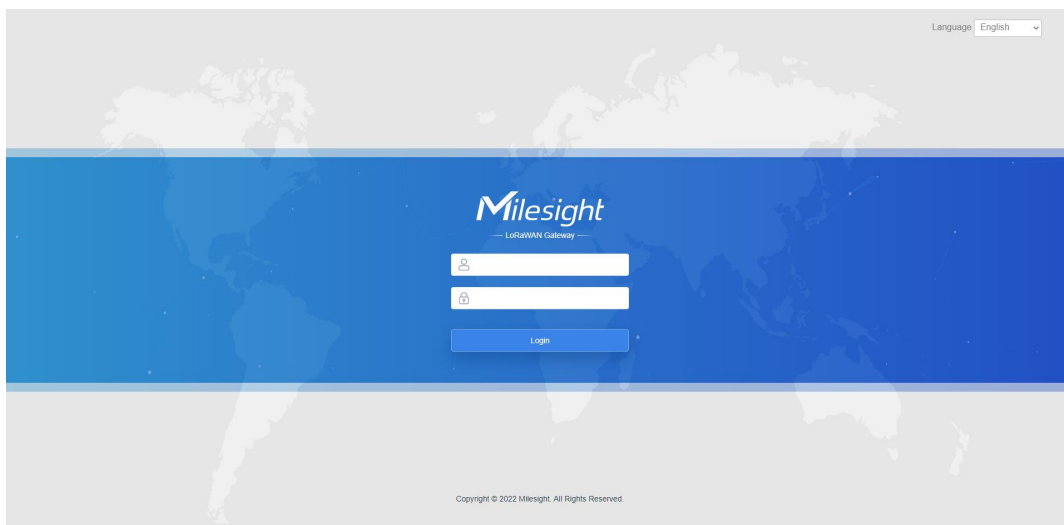 Language English
Milesight
LoRaWAN Gateway
Login
Copyright © 2022 Milesight. All Rights Reserved.